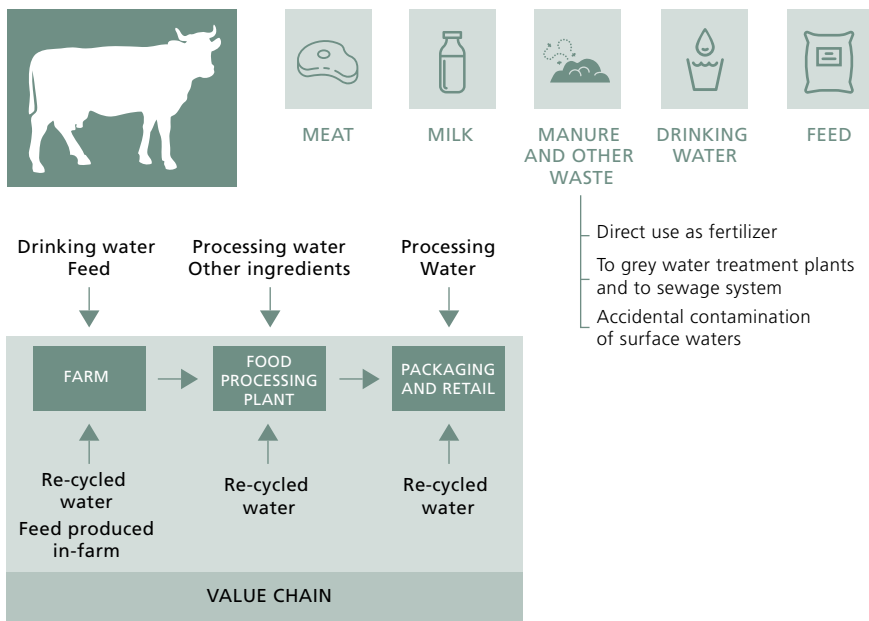 MEAT
MILK
MANURE
AND OTHER
WASTE
DRINKING
WATER
FEED
Direct use as fertilizer
To grey water treatment plants
and to sewage system
Accidental contamination
of surface waters
Drinking water
Feed
Processing water
Other ingredients
Processing
Water
FARM
FOOD
PROCESSING
PLANT
PACKAGING
AND RETAIL
Re-cycled
water
Feed produced
in-farm
Re-cycled
water
Re-cycled
water
VALUE CHAIN